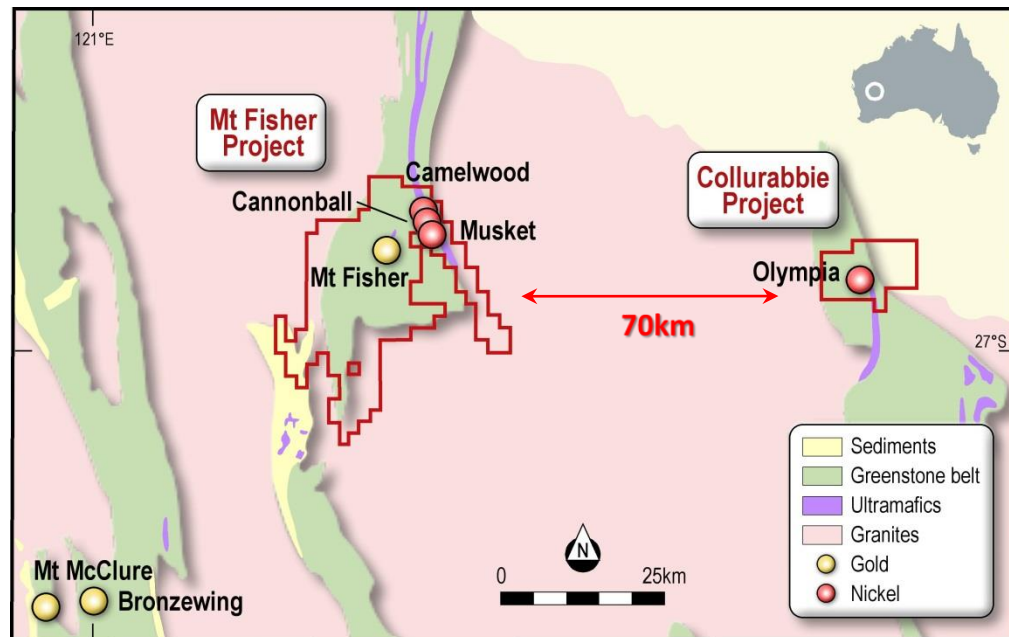 121°E
Mt Fisher
Project
Camelwood
Cannonball
Musket
Mt Fisher
Collurabbie
Project
Olympia
70km
27°S
Mt McClure
Bronzewing
N
0
25km
Sediments
Greenstone belt
Ultramafics
Granites
Gold
Nickel